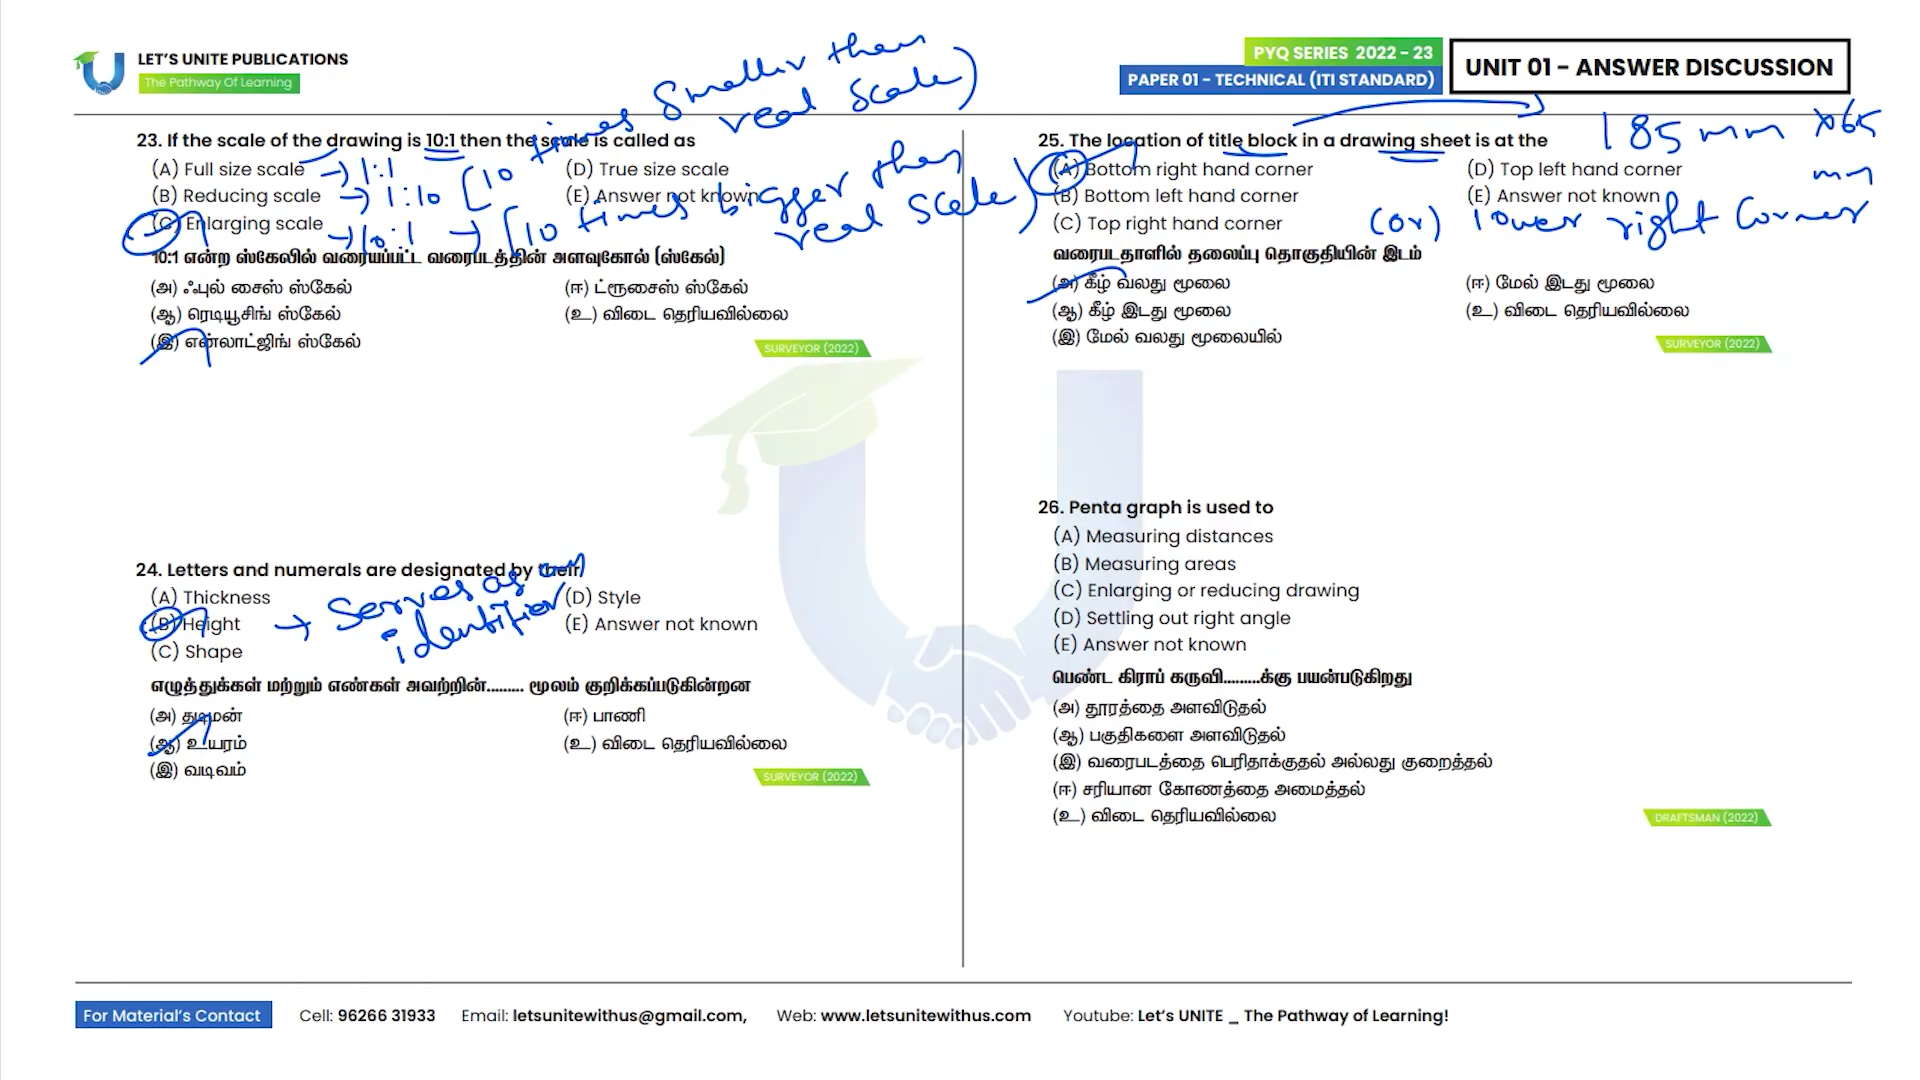 LET'S UNITE PUBLICATIONS
The Pathway Of Learning
PYQ SERIES 2022 - 23
PAPER 01 - TECHNICAL (ITI STANDARD)
UNIT 01 - ANSWER DISCUSSION
23. If the scale of the drawing is 10:1 then the scale is called as
(A) Full size scale → 1:1
(D) True size scale
(B) Reducing scale → 1:10 [10 times Smaller than real Scale)
(E) Answer not known
(C) Enlarging scale → 10:1 → [10 times bigger than real Scale)
10:1 என்ற ஸ்கேலில் வரையப்பட்ட வரைபடத்தின் அளவுகோல் (ஸ்கேல்)
(அ) ஃபுல் சைஸ் ஸ்கேல்
(ஈ) ட்ரூசைஸ் ஸ்கேல்
(ஆ) ரெடியூசிங் ஸ்கேல்
(உ) விடை தெரியவில்லை
(இ) என்லாட்ஜிங் ஸ்கேல்
SURVEYOR (2022)
24. Letters and numerals are designated by their
(A) Thickness
(D) Style
(B) Height → Serves as an identifier
(E) Answer not known
(C) Shape
எழுத்துக்கள் மற்றும் எண்கள் அவற்றின்......... மூலம் குறிக்கப்படுகின்றன
(அ) தடிமன்
(ஈ) பாணி
(ஆ) உயரம்
(உ) விடை தெரியவில்லை
(இ) வடிவம்
SURVEYOR (2022)
25. The location of title block in a drawing sheet is at the
185 mm x 65 mm
(A) Bottom right hand corner
(D) Top left hand corner
(B) Bottom left hand corner
(E) Answer not known
(C) Top right hand corner
(or) lower right Corner
வரைபடதாளில் தலைப்பு தொகுதியின் இடம்
(அ) கீழ் வலது மூலை
(ஈ) மேல் இடது மூலை
(ஆ) கீழ் இடது மூலை
(உ) விடை தெரியவில்லை
(இ) மேல் வலது மூலையில்
SURVEYOR (2022)
26. Penta graph is used to
(A) Measuring distances
(B) Measuring areas
(C) Enlarging or reducing drawing
(D) Settling out right angle
(E) Answer not known
பெண்ட கிராப் கருவி.........க்கு பயன்படுகிறது
(அ) தூரத்தை அளவிடுதல்
(ஆ) பகுதிகளை அளவிடுதல்
(இ) வரைபடத்தை பெரிதாக்குதல் அல்லது குறைத்தல்
(ஈ) சரியான கோணத்தை அமைத்தல்
(உ) விடை தெரியவில்லை
DRAFTSMAN (2022)
For Material's Contact
Cell: 96266 31933 Email: letsunitewithus@gmail.com, Web: www.letsunitewithus.com Youtube: Let's UNITE _ The Pathway of Learning!